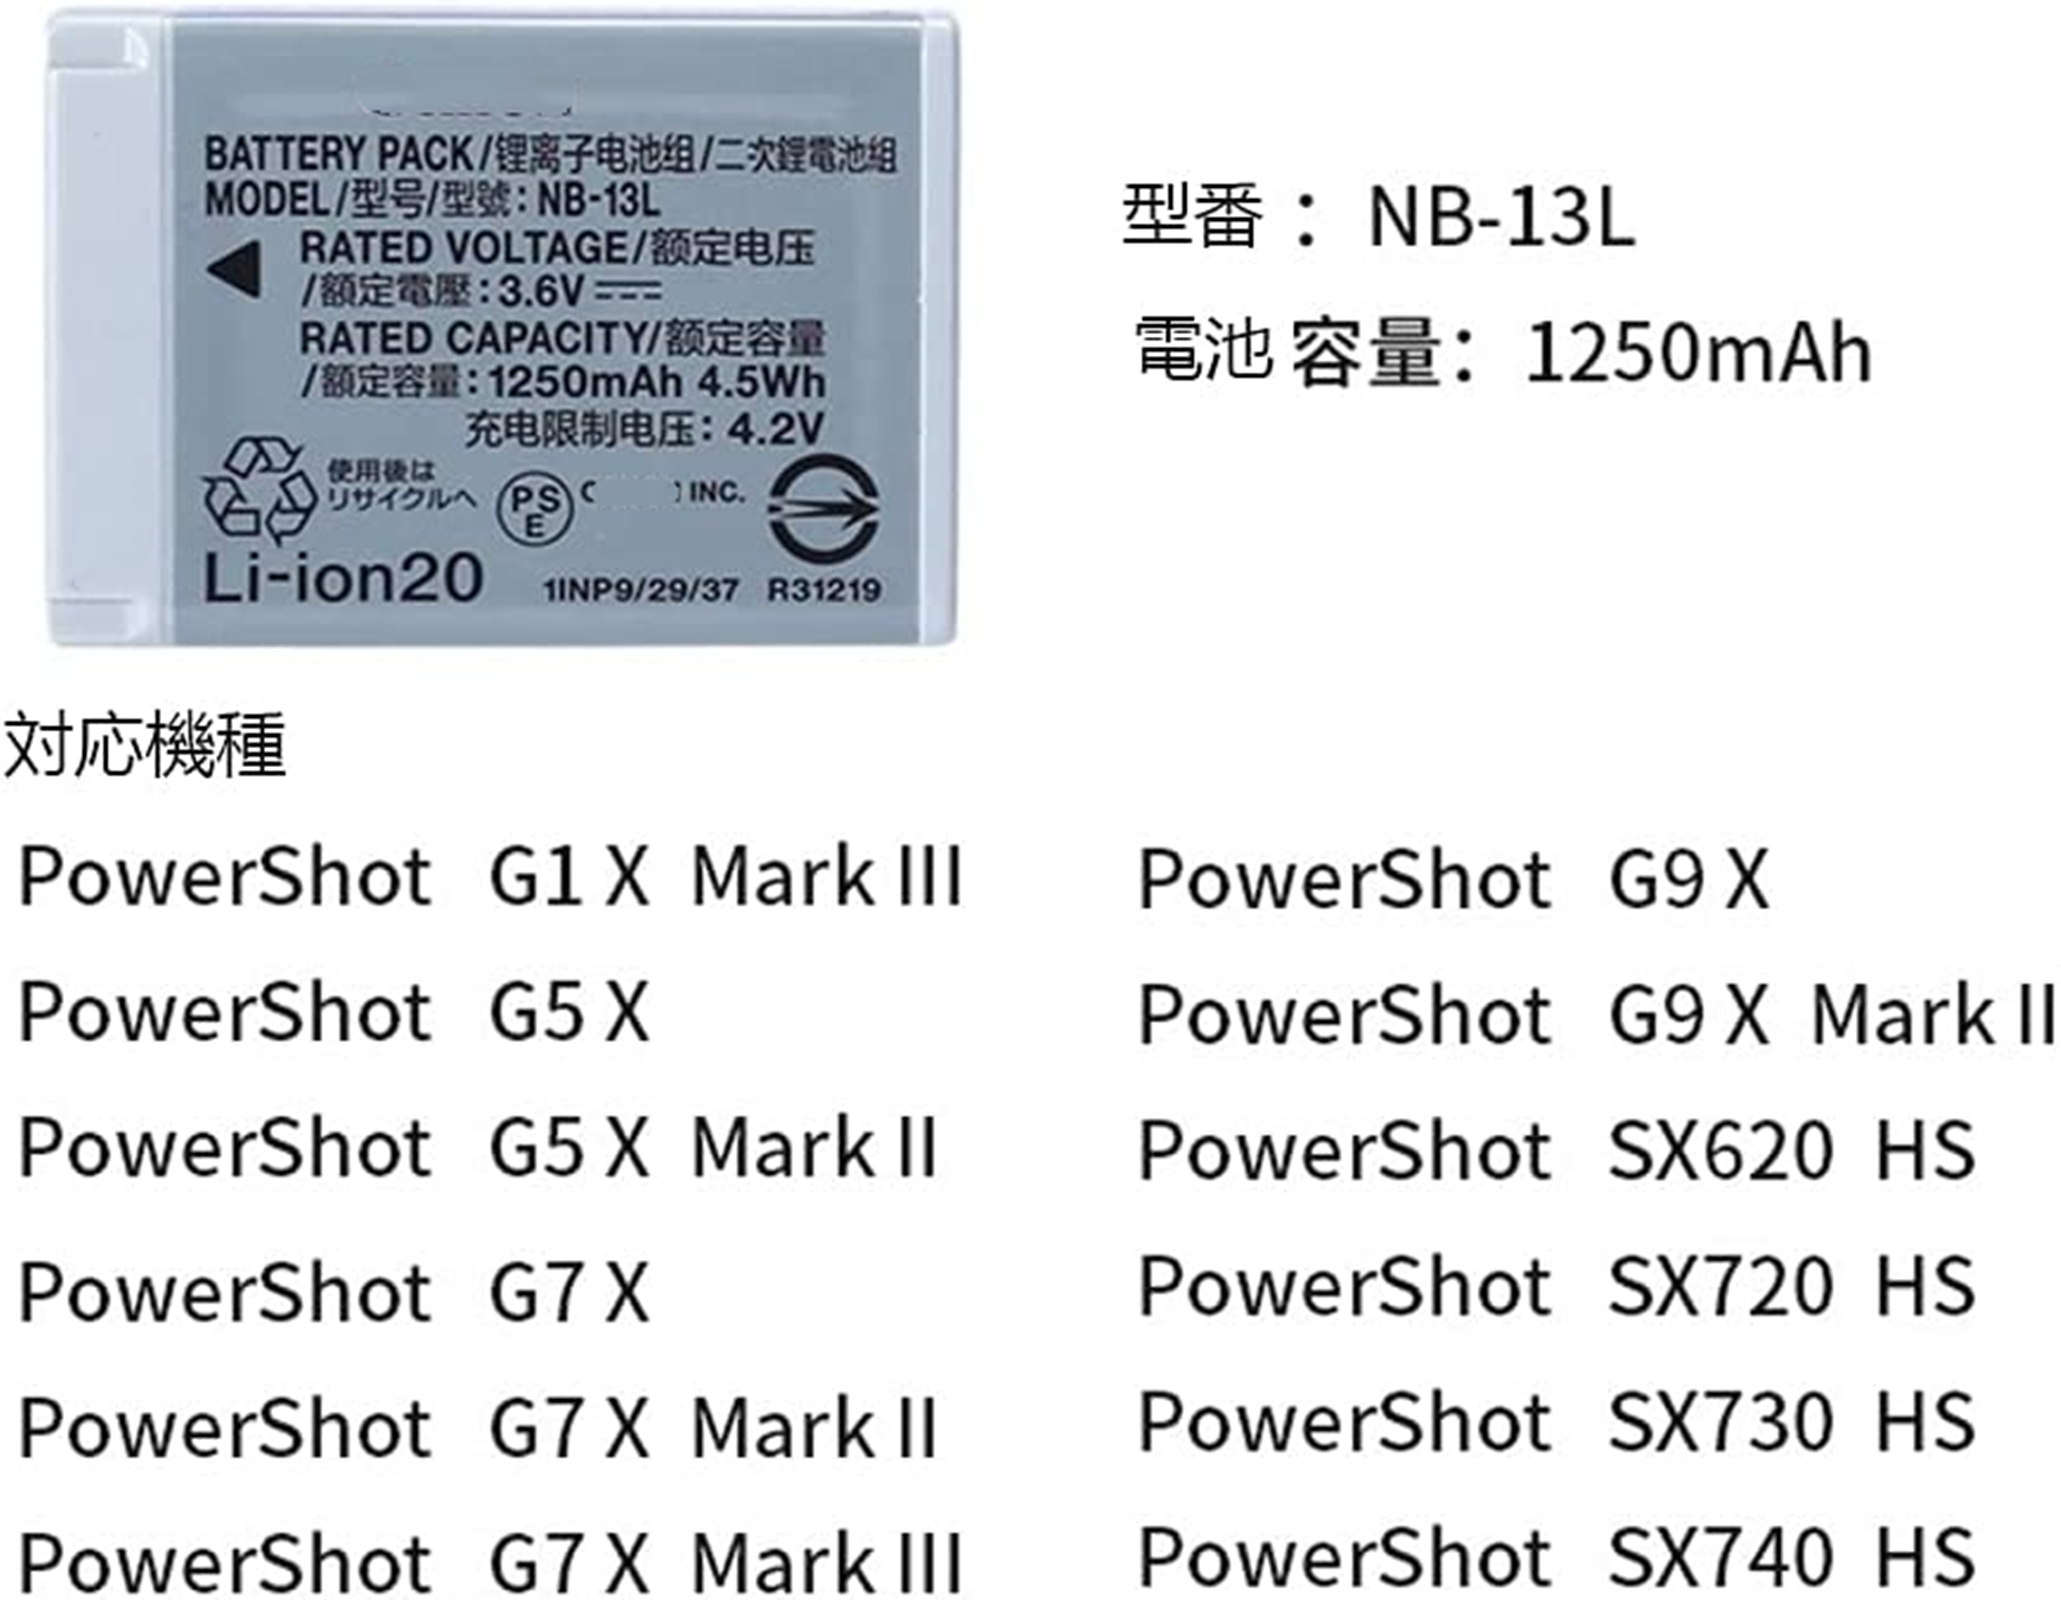 BATTERY PACK/锂离子电池组/二次鋰電池組
MODEL/型号/型號：NB-13L
RATED VOLTAGE/额定电压
/額定電壓：3.6V
RATED CAPACITY/额定容量
/額定容量：1250mAh 4.5Wh
充电限制电压：4.2V
使用後は
リサイクルへ
PSE
C
INC.
Li-ion20
1INP9/29/37
R31219
型番：NB-13L
電池容量：1250mAh
対応機種
PowerShot G1 X Mark III
PowerShot G5 X
PowerShot G5 X Mark II
PowerShot G7 X
PowerShot G7 X Mark II
PowerShot G7 X Mark III
PowerShot G9 X
PowerShot G9 X Mark II
PowerShot SX620 HS
PowerShot SX720 HS
PowerShot SX730 HS
PowerShot SX740 HS